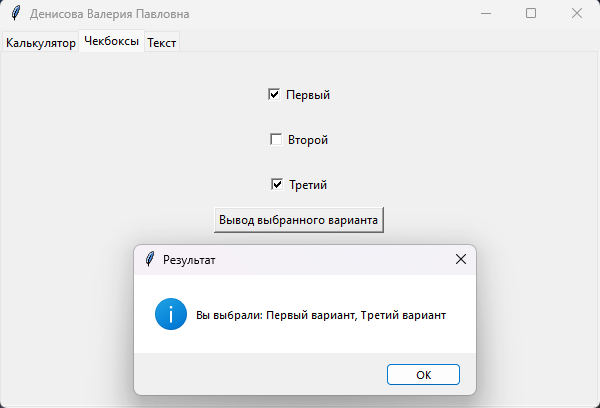 Денисова Валерия Павловна
Калькулятор Чекбоксы Текст
Первый
Второй
Третий
Вывод выбранного варианта
Результат
Вы выбрали: Первый вариант, Третий вариант
ОК